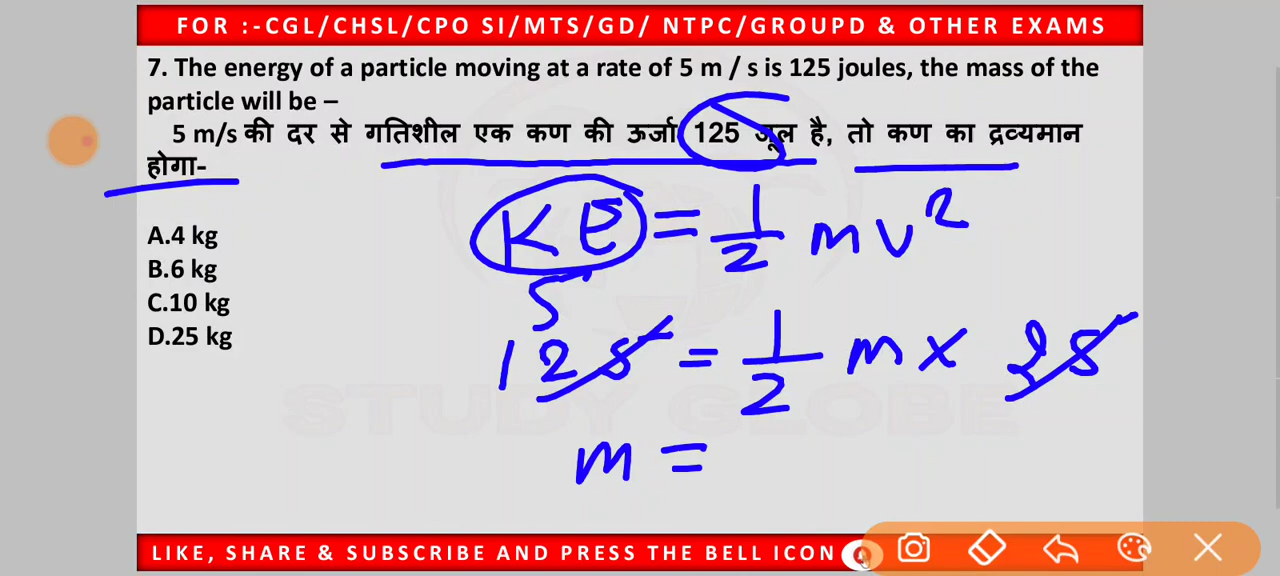 FOR :-CGL/CHSL/CPO SI/MTS/GD/ NTPC/GROUPD & OTHER EXAMS
7. The energy of a particle moving at a rate of 5 m / s is 125 joules, the mass of the
particle will be –
5 m/s की दर से गतिशील एक कण की ऊर्जा 125 जूल है, तो कण का द्रव्यमान
होगा-
KE = 1/2 mv²
A.4 kg
B.6 kg
C.10 kg
D.25 kg
5
125 = 1/2 m x 25
STUDY GLOBE
m =
LIKE, SHARE & SUBSCRIBE AND PRESS THE BELL ICON